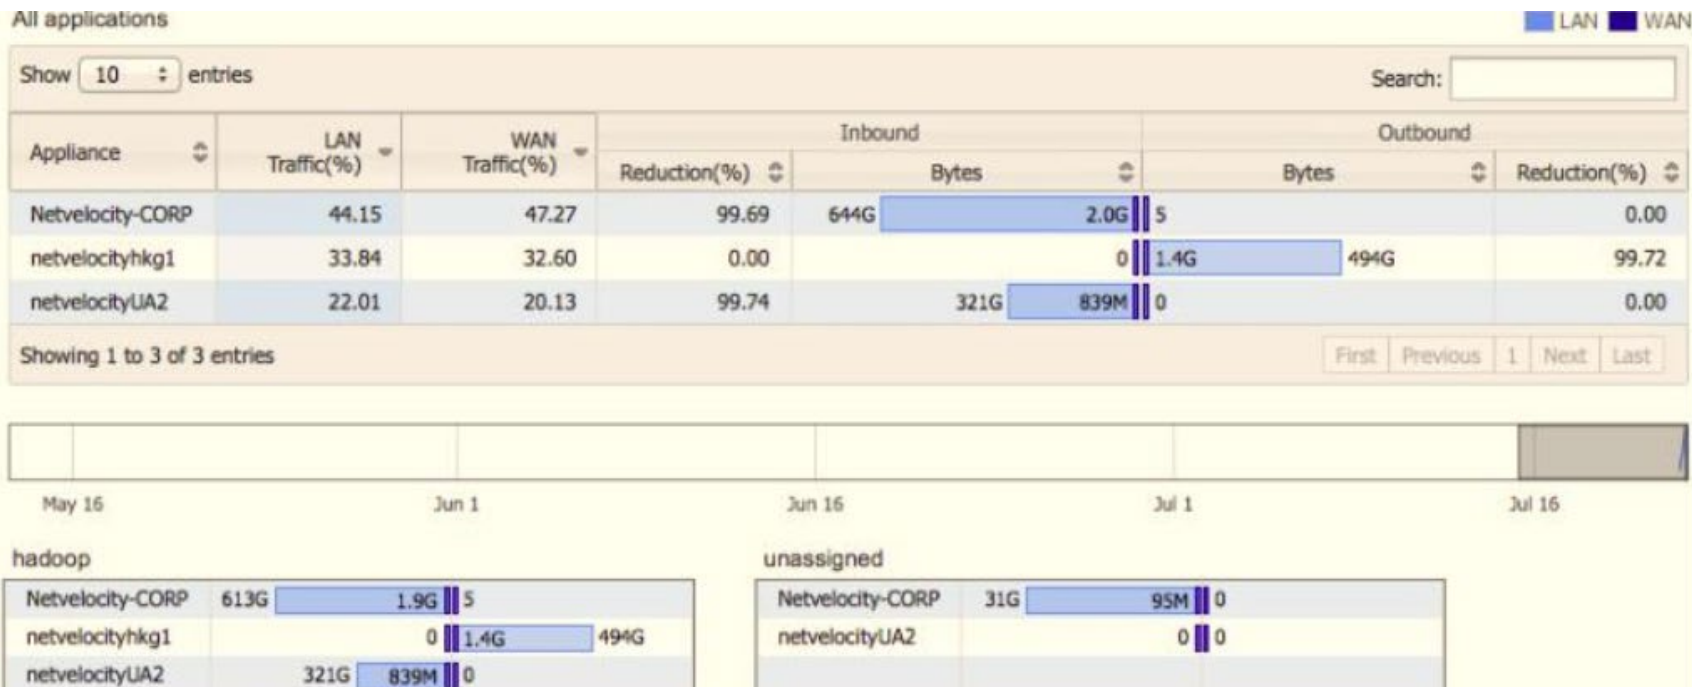 All applications LAN WAN
Show 10 entries Search:
Inbound Outbound
Appliance LAN Traffic(%) WAN Traffic(%) Reduction(%) Bytes Bytes Reduction(%)
Netvelocity-CORP 44.15 47.27 99.69 644G 2.0G 5 0.00
netvelocityhkg1 33.84 32.60 0.00 0 1.4G 494G 99.72
netvelocityUA2 22.01 20.13 99.74 321G 839M 0 0.00
Showing 1 to 3 of 3 entries First Previous 1 Next Last
May 16 Jun 1 Jun 16 Jul 1 Jul 16
hadoop
Netvelocity-CORP 613G 1.9G 5
netvelocityhkg1 0 1.4G 494G
netvelocityUA2 321G 839M 0
unassigned
Netvelocity-CORP 31G 95M 0
netvelocityUA2 0 0